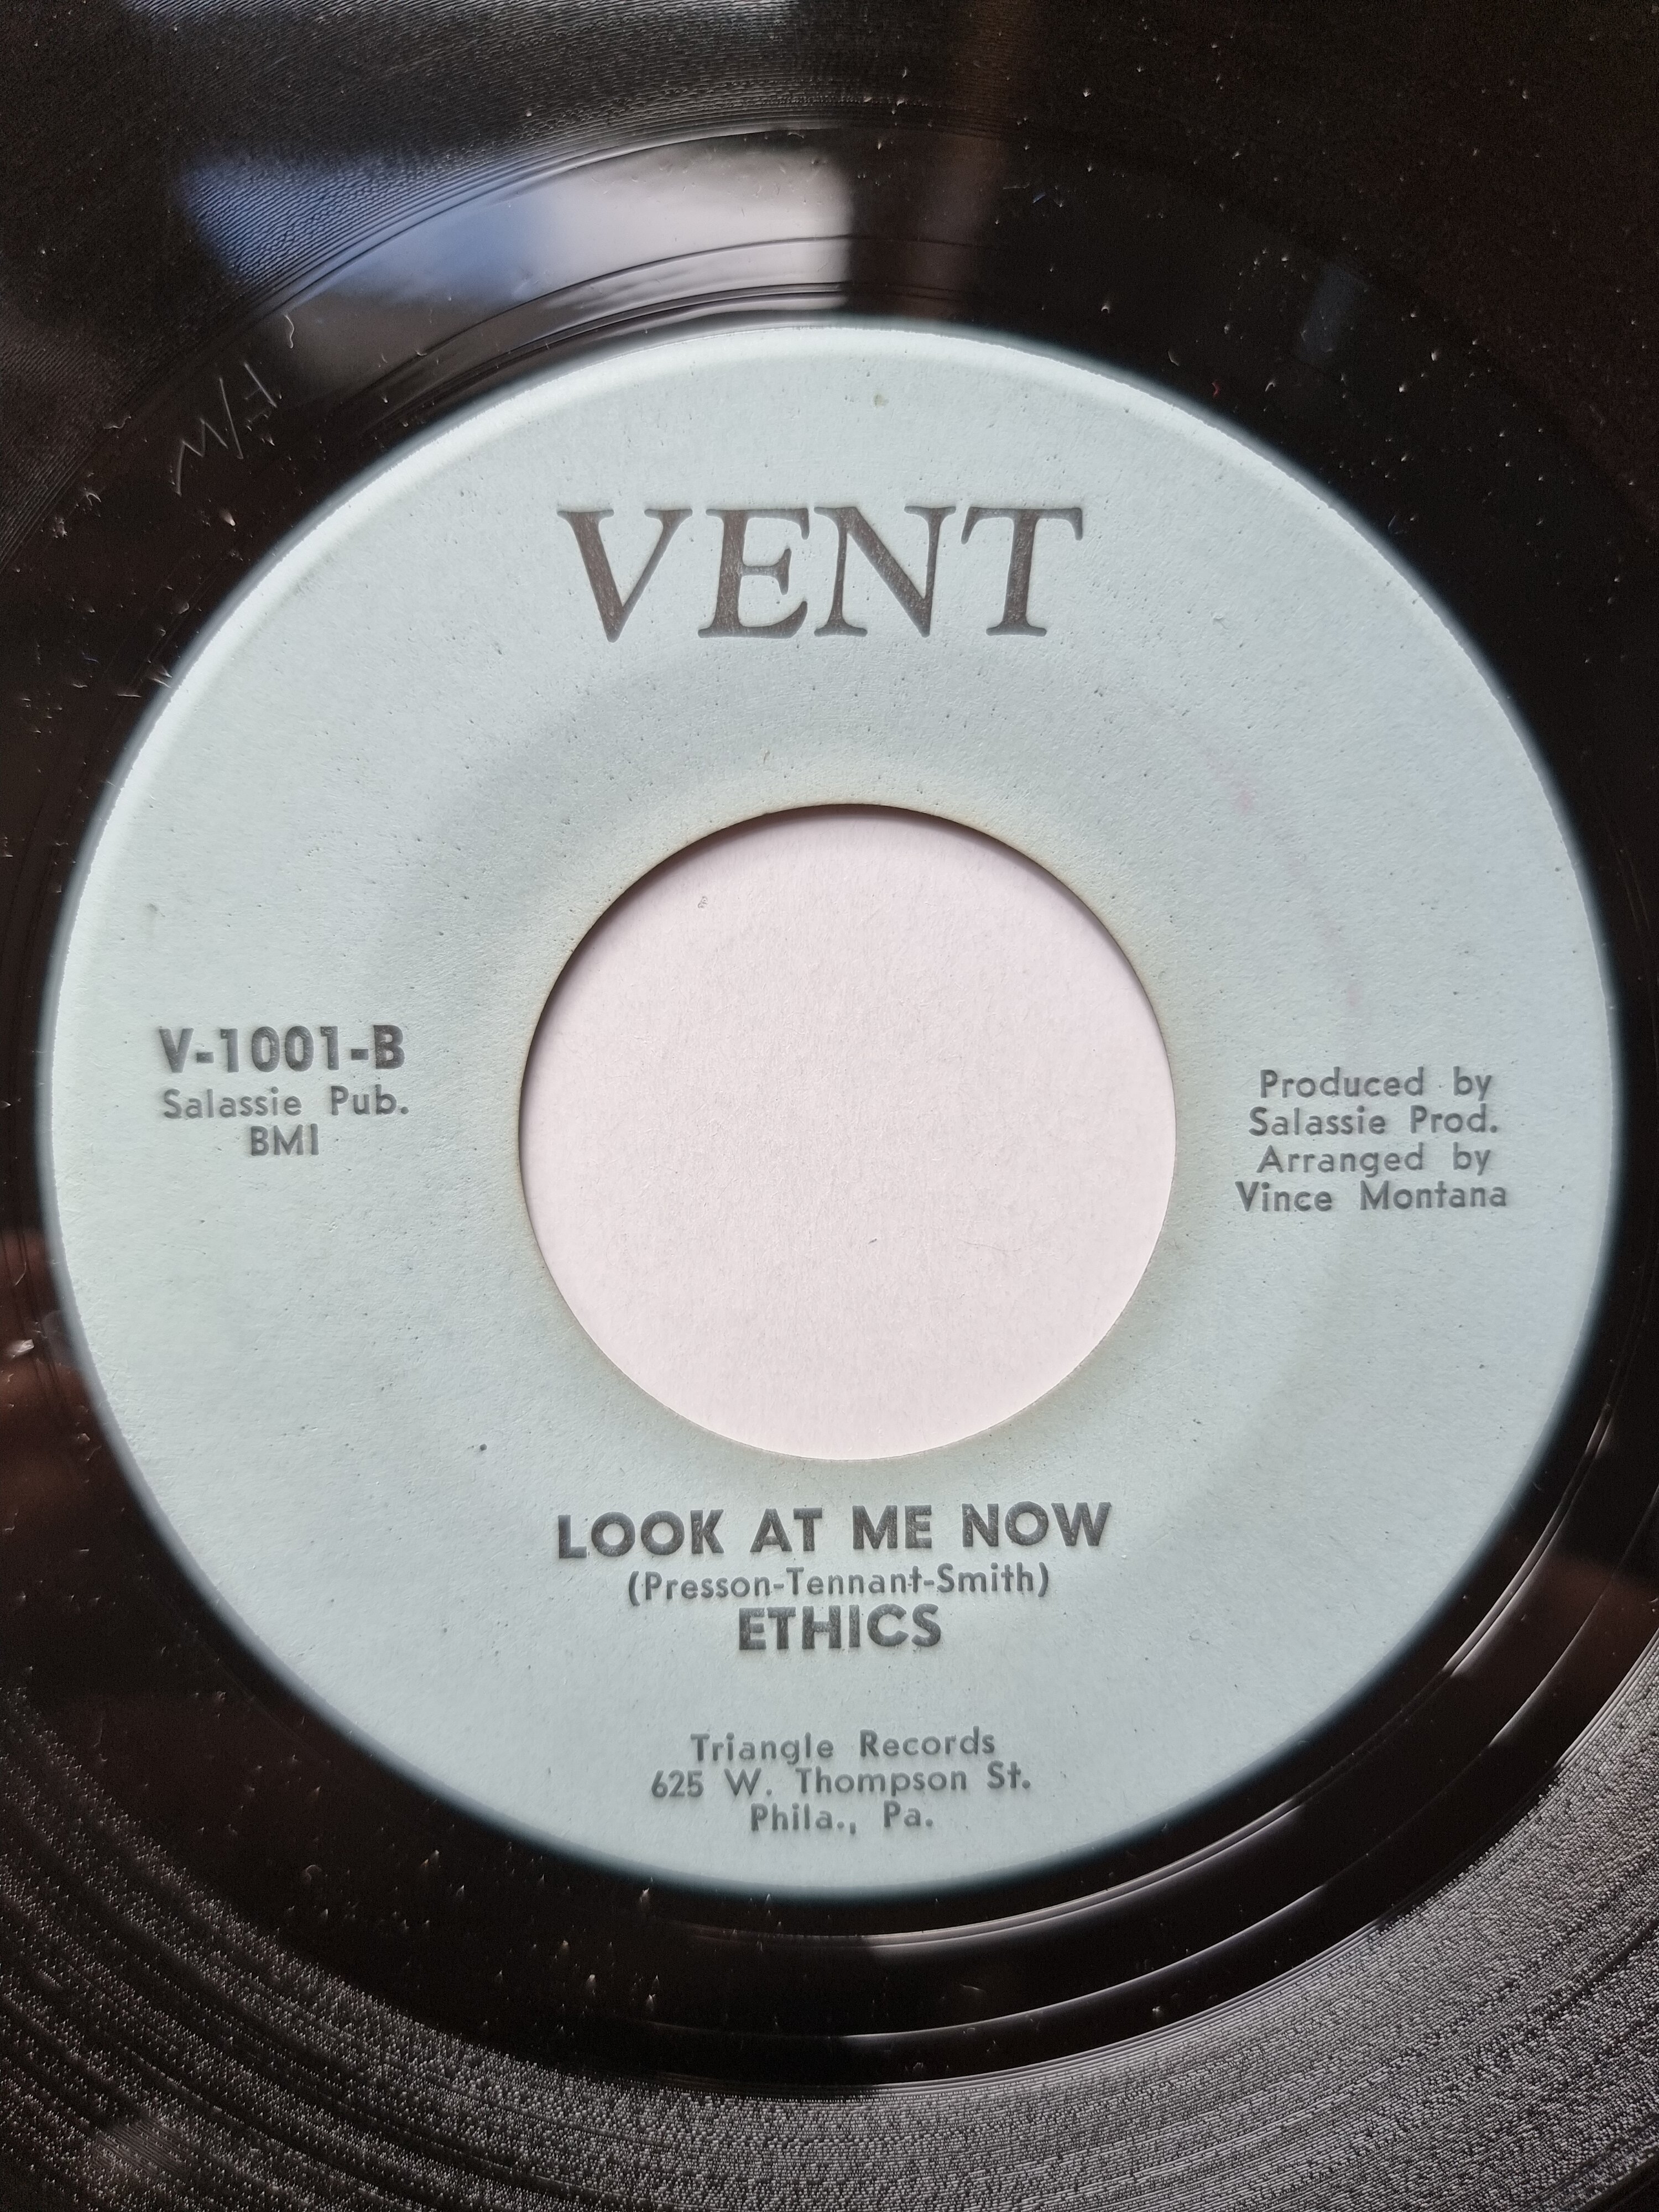 VENT
V-1001-B
Salassie Pub.
BMI
Produced by
Salassie Prod.
Arranged by
Vince Montana
LOOK AT ME NOW
(Presson-Tennant-Smith)
ETHICS
Triangle Records
625 W. Thompson St.
Phila., Pa.